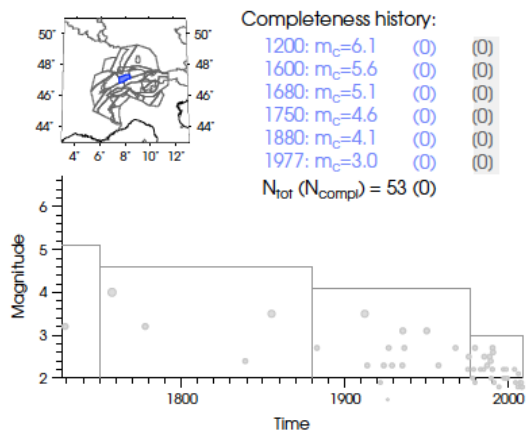 Completeness history:
1200: mc=6.1 (0) (0)
1600: mc=5.6 (0) (0)
1680: mc=5.1 (0) (0)
1750: mc=4.6 (0) (0)
1880: mc=4.1 (0) (0)
1977: mc=3.0 (0) (0)
Ntot (Ncompl) = 53 (0)
50° 50°
48° 48°
46° 46°
44° 44°
4° 6° 8° 10° 12°
Magnitude
6
5
4
3
2
1800 1900 2000
Time